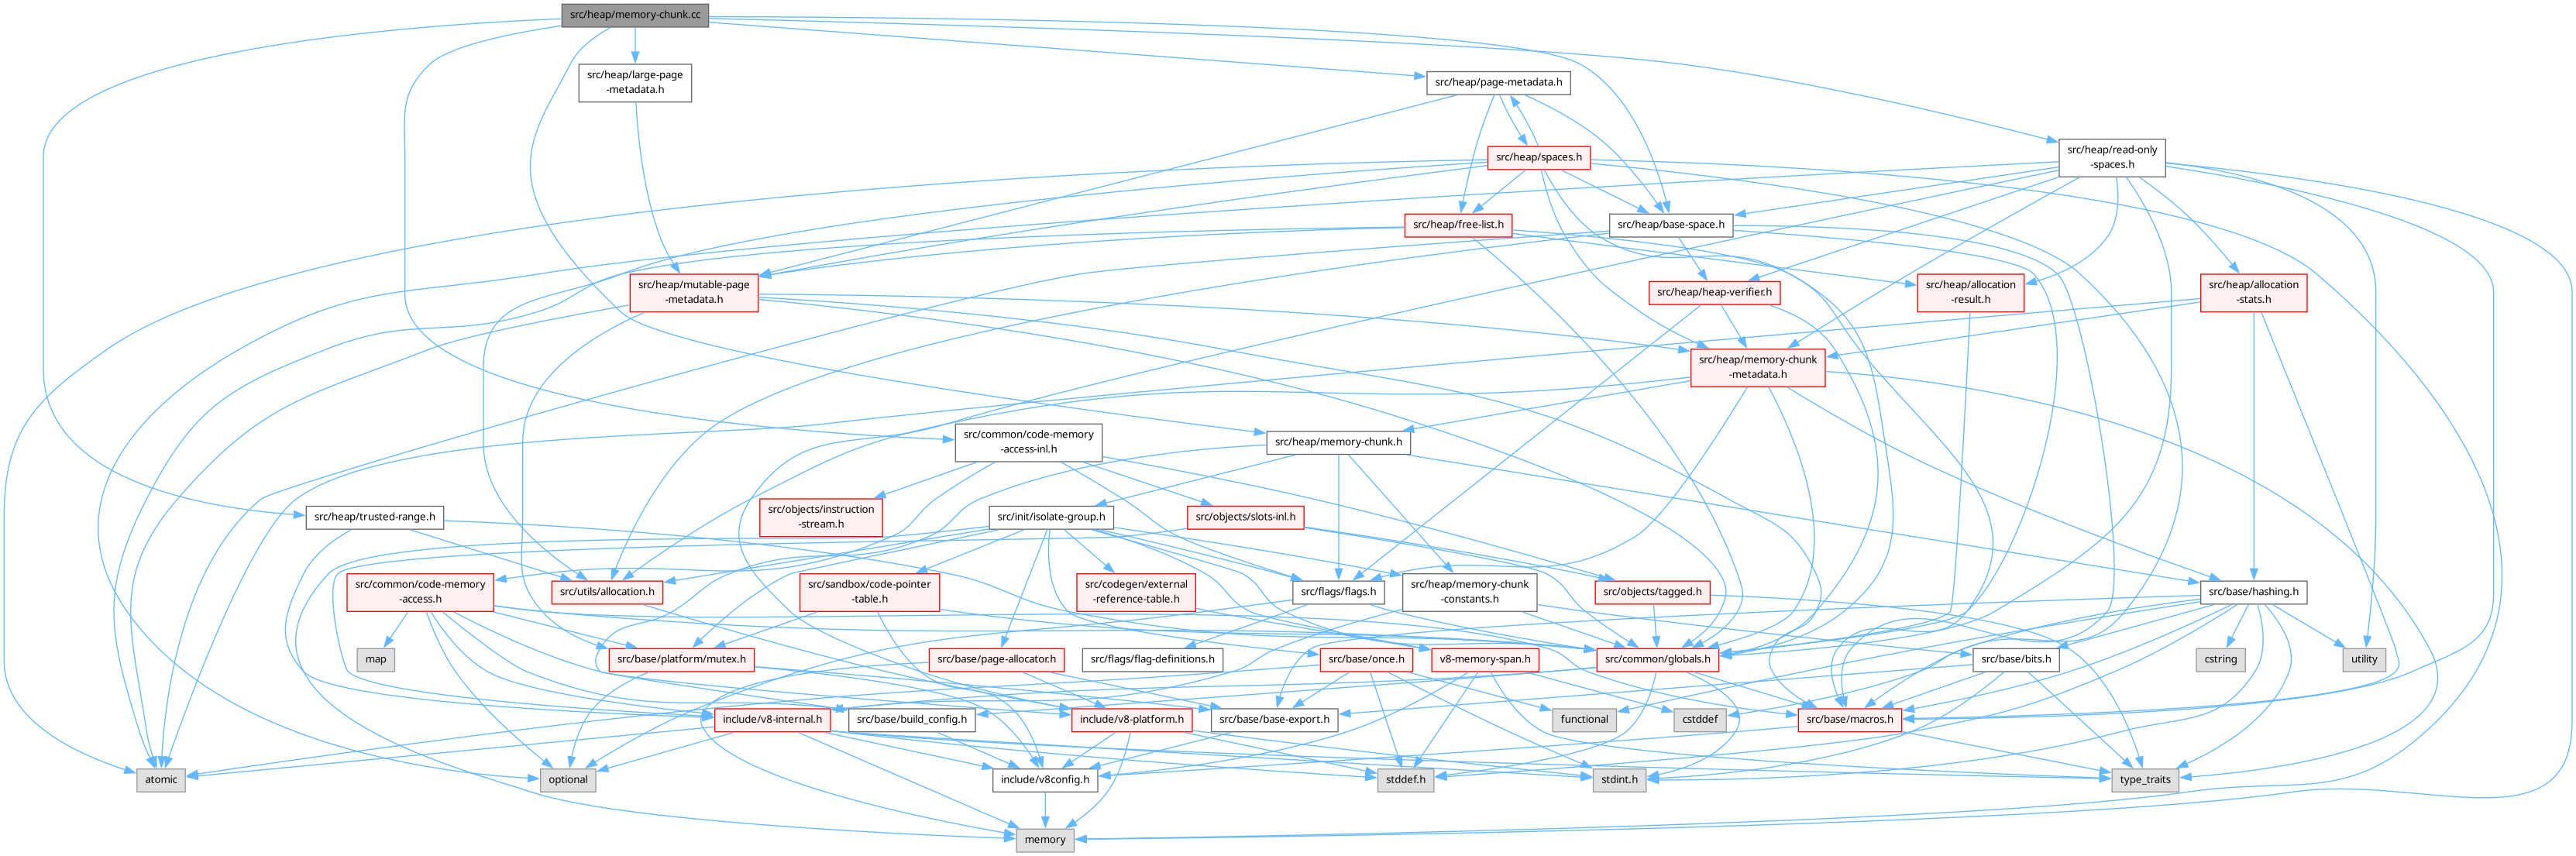 src/heap/memory-chunk.cc
src/heap/large-page
-metadata.h
src/heap/page-metadata.h
src/heap/spaces.h
src/heap/read-only
-spaces.h
src/heap/free-list.h
src/heap/base-space.h
src/heap/mutable-page
-metadata.h
src/heap/heap-verifier.h
src/heap/allocation
-result.h
src/heap/allocation
-stats.h
src/heap/memory-chunk
-metadata.h
src/common/code-memory
-access-inl.h
src/heap/memory-chunk.h
src/objects/instruction
-stream.h
src/heap/trusted-range.h
src/init/isolate-group.h
src/objects/slots-inl.h
src/common/code-memory
-access.h
src/utils/allocation.h
src/sandbox/code-pointer
-table.h
src/codegen/external
-reference-table.h
src/flags/flags.h
src/heap/memory-chunk
-constants.h
src/objects/tagged.h
src/base/hashing.h
map
src/base/platform/mutex.h
src/base/page-allocator.h
src/flags/flag-definitions.h
src/base/once.h
v8-memory-span.h
src/common/globals.h
src/base/bits.h
cstring
utility
include/v8-internal.h
src/base/build_config.h
include/v8-platform.h
src/base/base-export.h
functional
cstddef
src/base/macros.h
atomic
optional
include/v8config.h
stddef.h
stdint.h
type_traits
memory